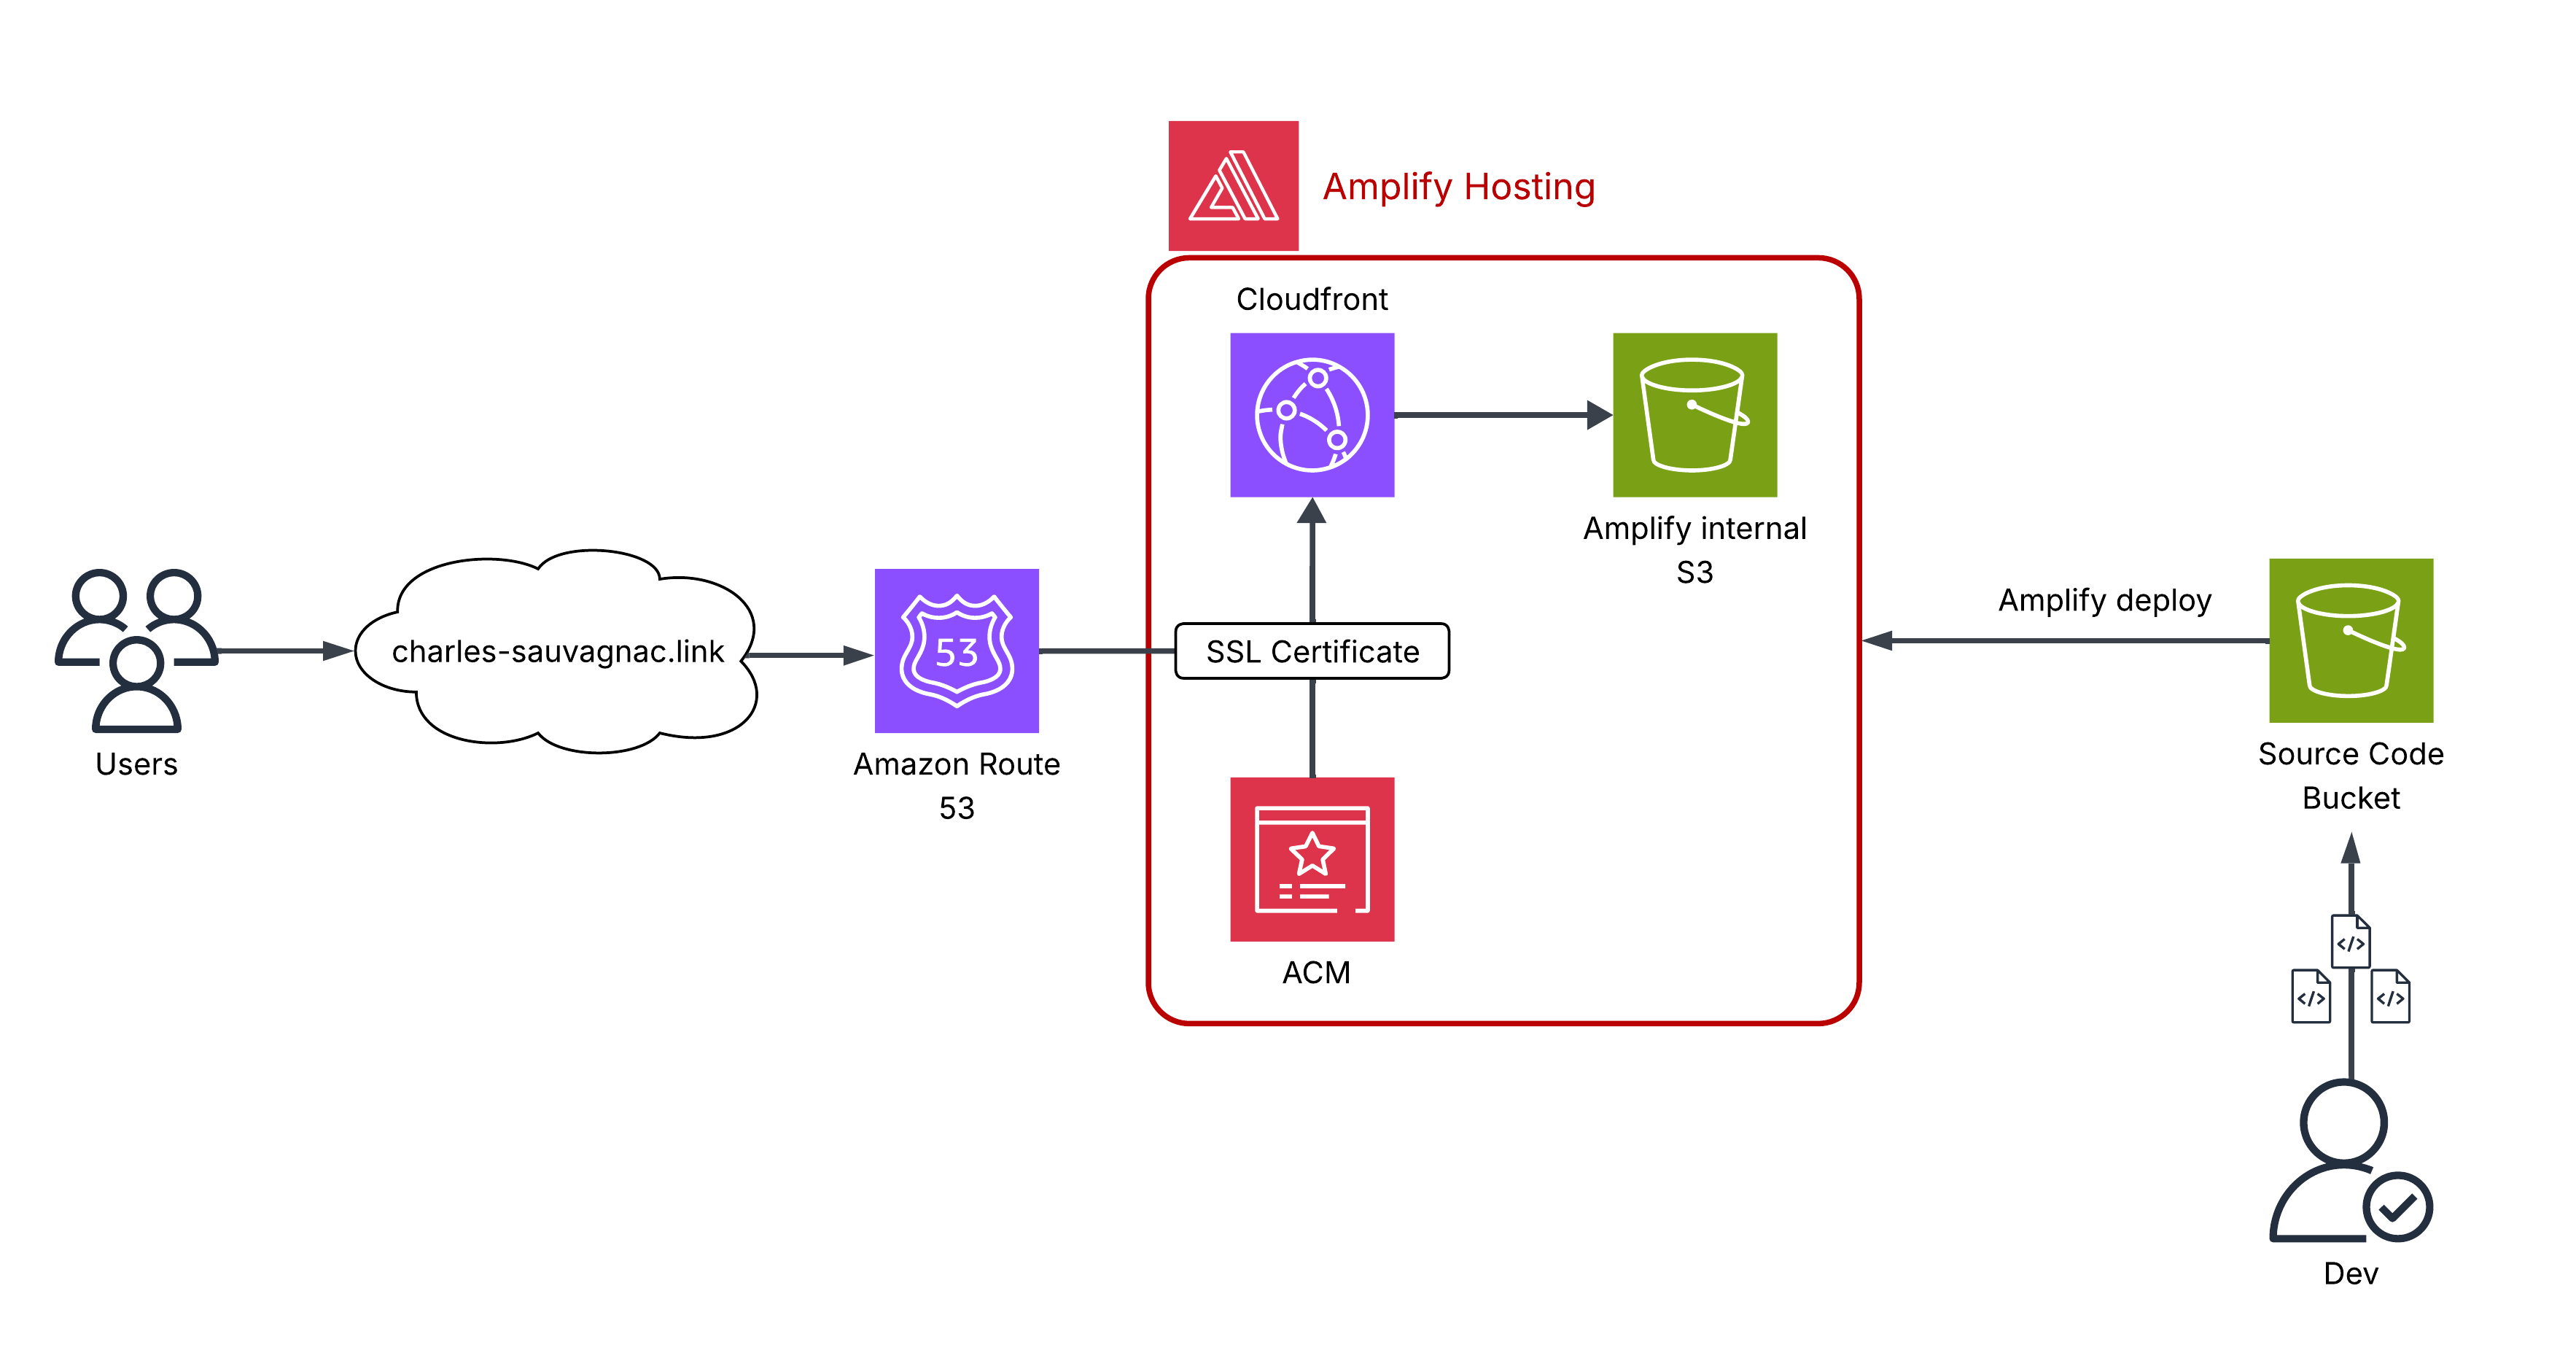 Amplify Hosting
Cloudfront
Amplify internal
S3
Amplify deploy
charles-sauvagnac.link
53
SSL Certificate
Users
Amazon Route
53
Source Code
Bucket
ACM
</>
</>
</>
Dev